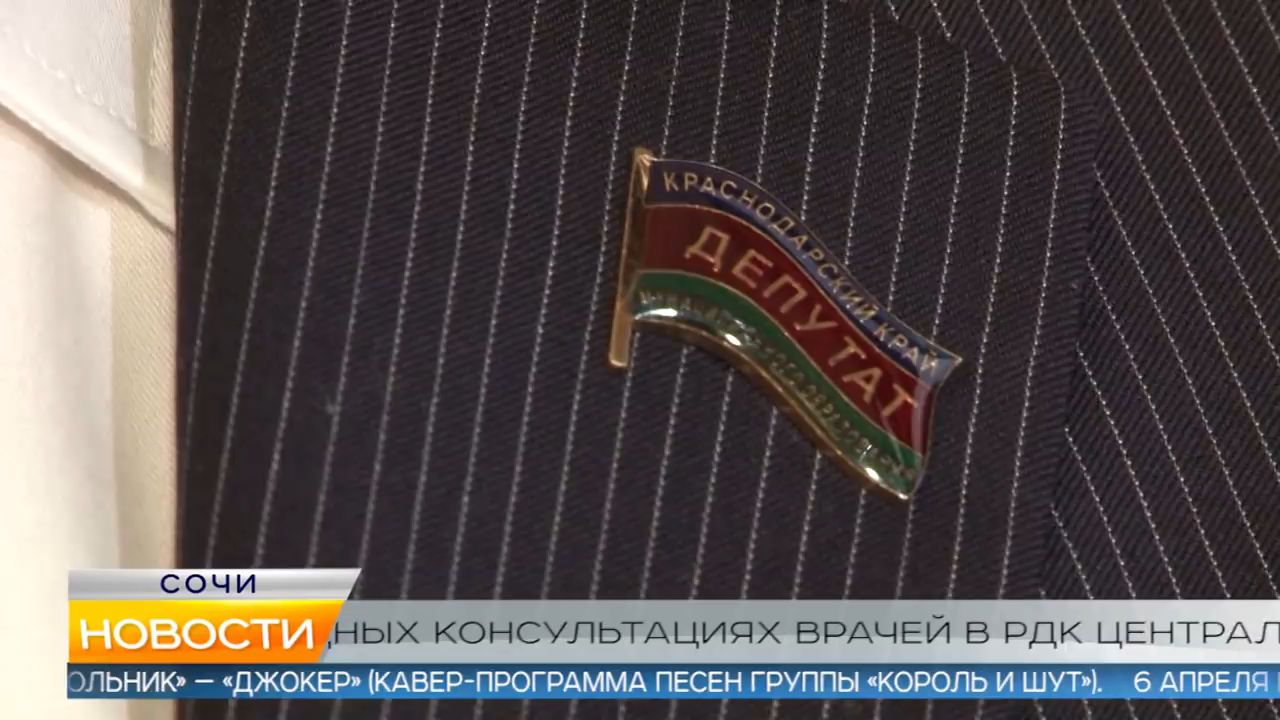 КРАСНОДАРСКИЙ КРАЙ
ДЕПУТАТ
СОЧИ
НОВОСТИ
ДНЫХ КОНСУЛЬТАЦИЯХ ВРАЧЕЙ В РДК ЦЕНТРАЛ
ОЛЬНИК» — «ДЖОКЕР» (КАВЕР-ПРОГРАММА ПЕСЕН ГРУППЫ «КОРОЛЬ И ШУТ»). 6 АПРЕЛЯ